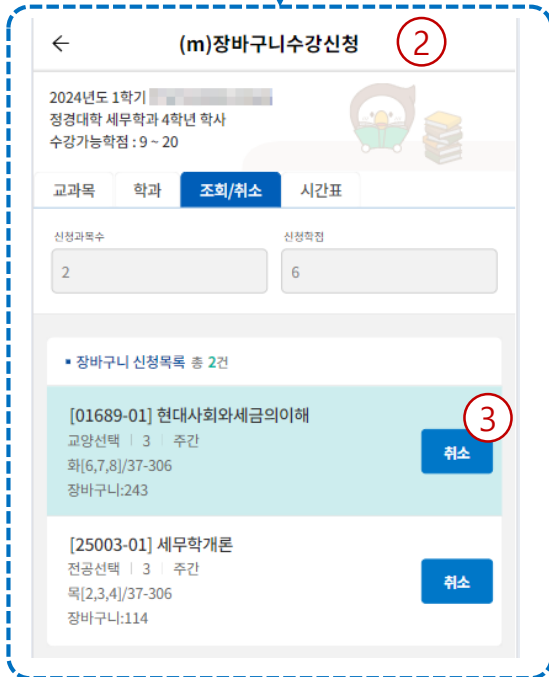 ← (m)장바구니수강신청 ②
2024년도 1학기
정경대학 세무학과 4학년 학사
수강가능학점 : 9 ~ 20
교과목 학과 조회/취소 시간표
신청과목수 신청학점
2 6
▪ 장바구니 신청목록 총 2건
③
[01689-01] 현대사회와세금의이해
교양선택 | 3 | 주간
취소
화[6,7,8]/37-306
장바구니:243
[25003-01] 세무학개론
전공선택 | 3 | 주간
취소
목[2,3,4]/37-306
장바구니:114